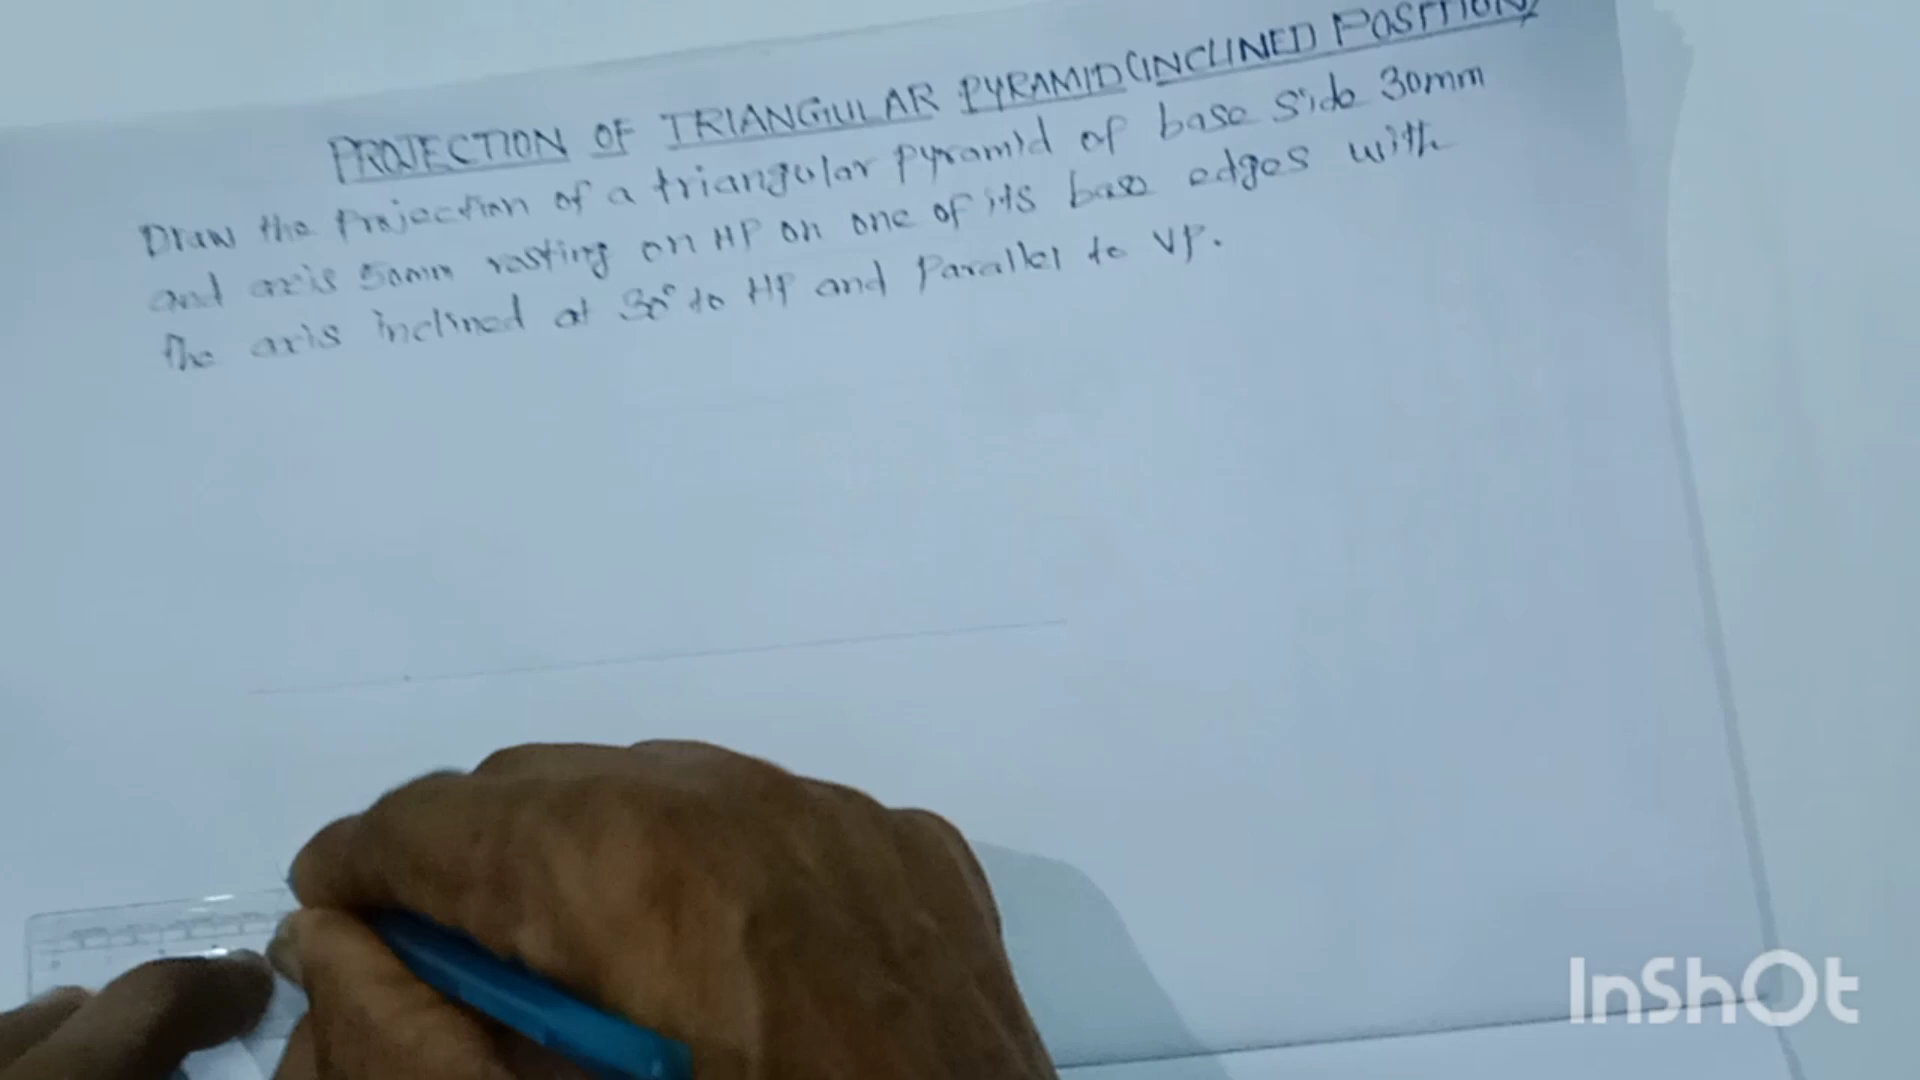 PROJECTION OF TRIANGULAR PYRAMID (INCLINED POSITION)
Draw the Projection of a triangular pyramid of base side 30mm
and axis 50mm resting on HP on one of its base edges with
the axis inclined at 30° to HP and Parallel to VP.
InShOt